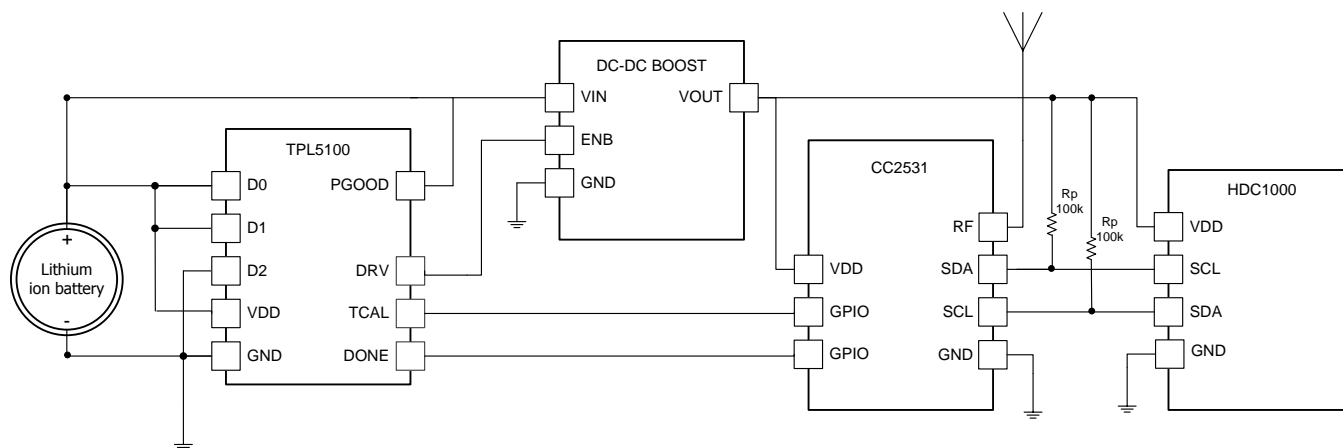 DC-DC BOOST
VIN
VOUT
ENB
GND
TPL5100
D0
PGOOD
D1
D2
DRV
VDD
TCAL
GND
DONE
+
Lithium
ion battery
-
CC2531
RF
VDD
SDA
GPIO
SCL
GPIO
GND
Rp
100k
Rp
100k
HDC1000
VDD
SCL
SDA
GND